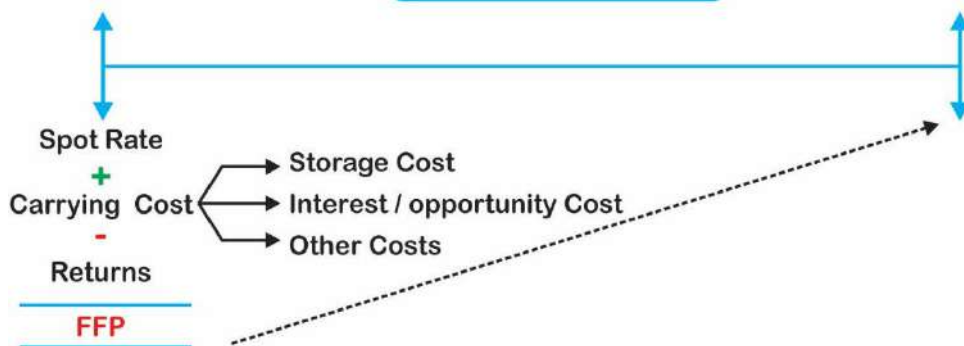 Spot Rate
+
Carrying Cost
-
Returns
FFP
Storage Cost
Interest / opportunity Cost
Other Costs